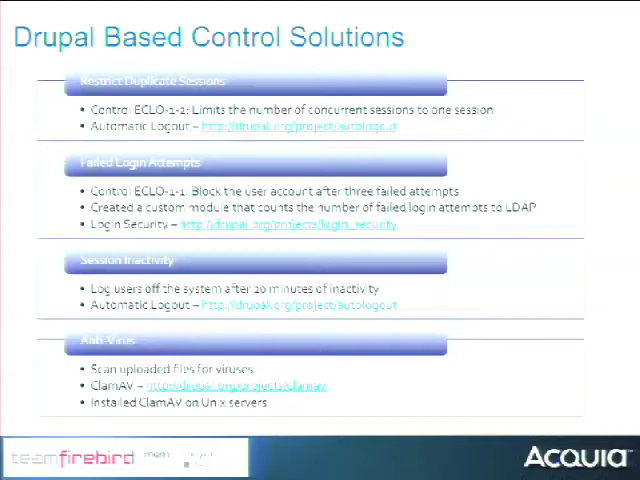 Drupal Based Control Solutions
Restrict Duplicate Sessions
Control ECLO-1-2: Limits the number of concurrent sessions to one session
Automatic Logout – http://drupal.org/project/autologout
Failed Login Attempts
Control ECLO-1-1. Block the user account after three failed attempts
Created a custom module that counts the number of failed login attempts to LDAP
Login Security – http://drupal.org/projects/login_security
Session Inactivity
Log users off the system after 20 minutes of inactivity
Automatic Logout – http://drupal.org/project/autologout
Anti-Virus
Scan uploaded files for viruses
ClamAV – http://drupal.org/projects/clamav
Installed ClamAV on Unix servers
teamfirebird
Acquia